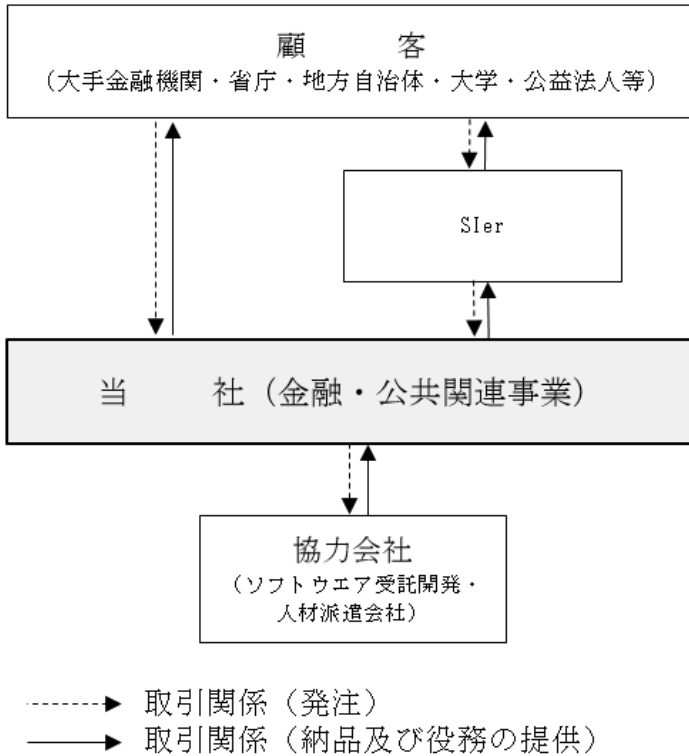 顧　　客
（大手金融機関・省庁・地方自治体・大学・公益法人等）
SIer
当　　社（金融・公共関連事業）
協力会社
（ソフトウエア受託開発・
人材派遣会社）
取引関係（発注）
取引関係（納品及び役務の提供）